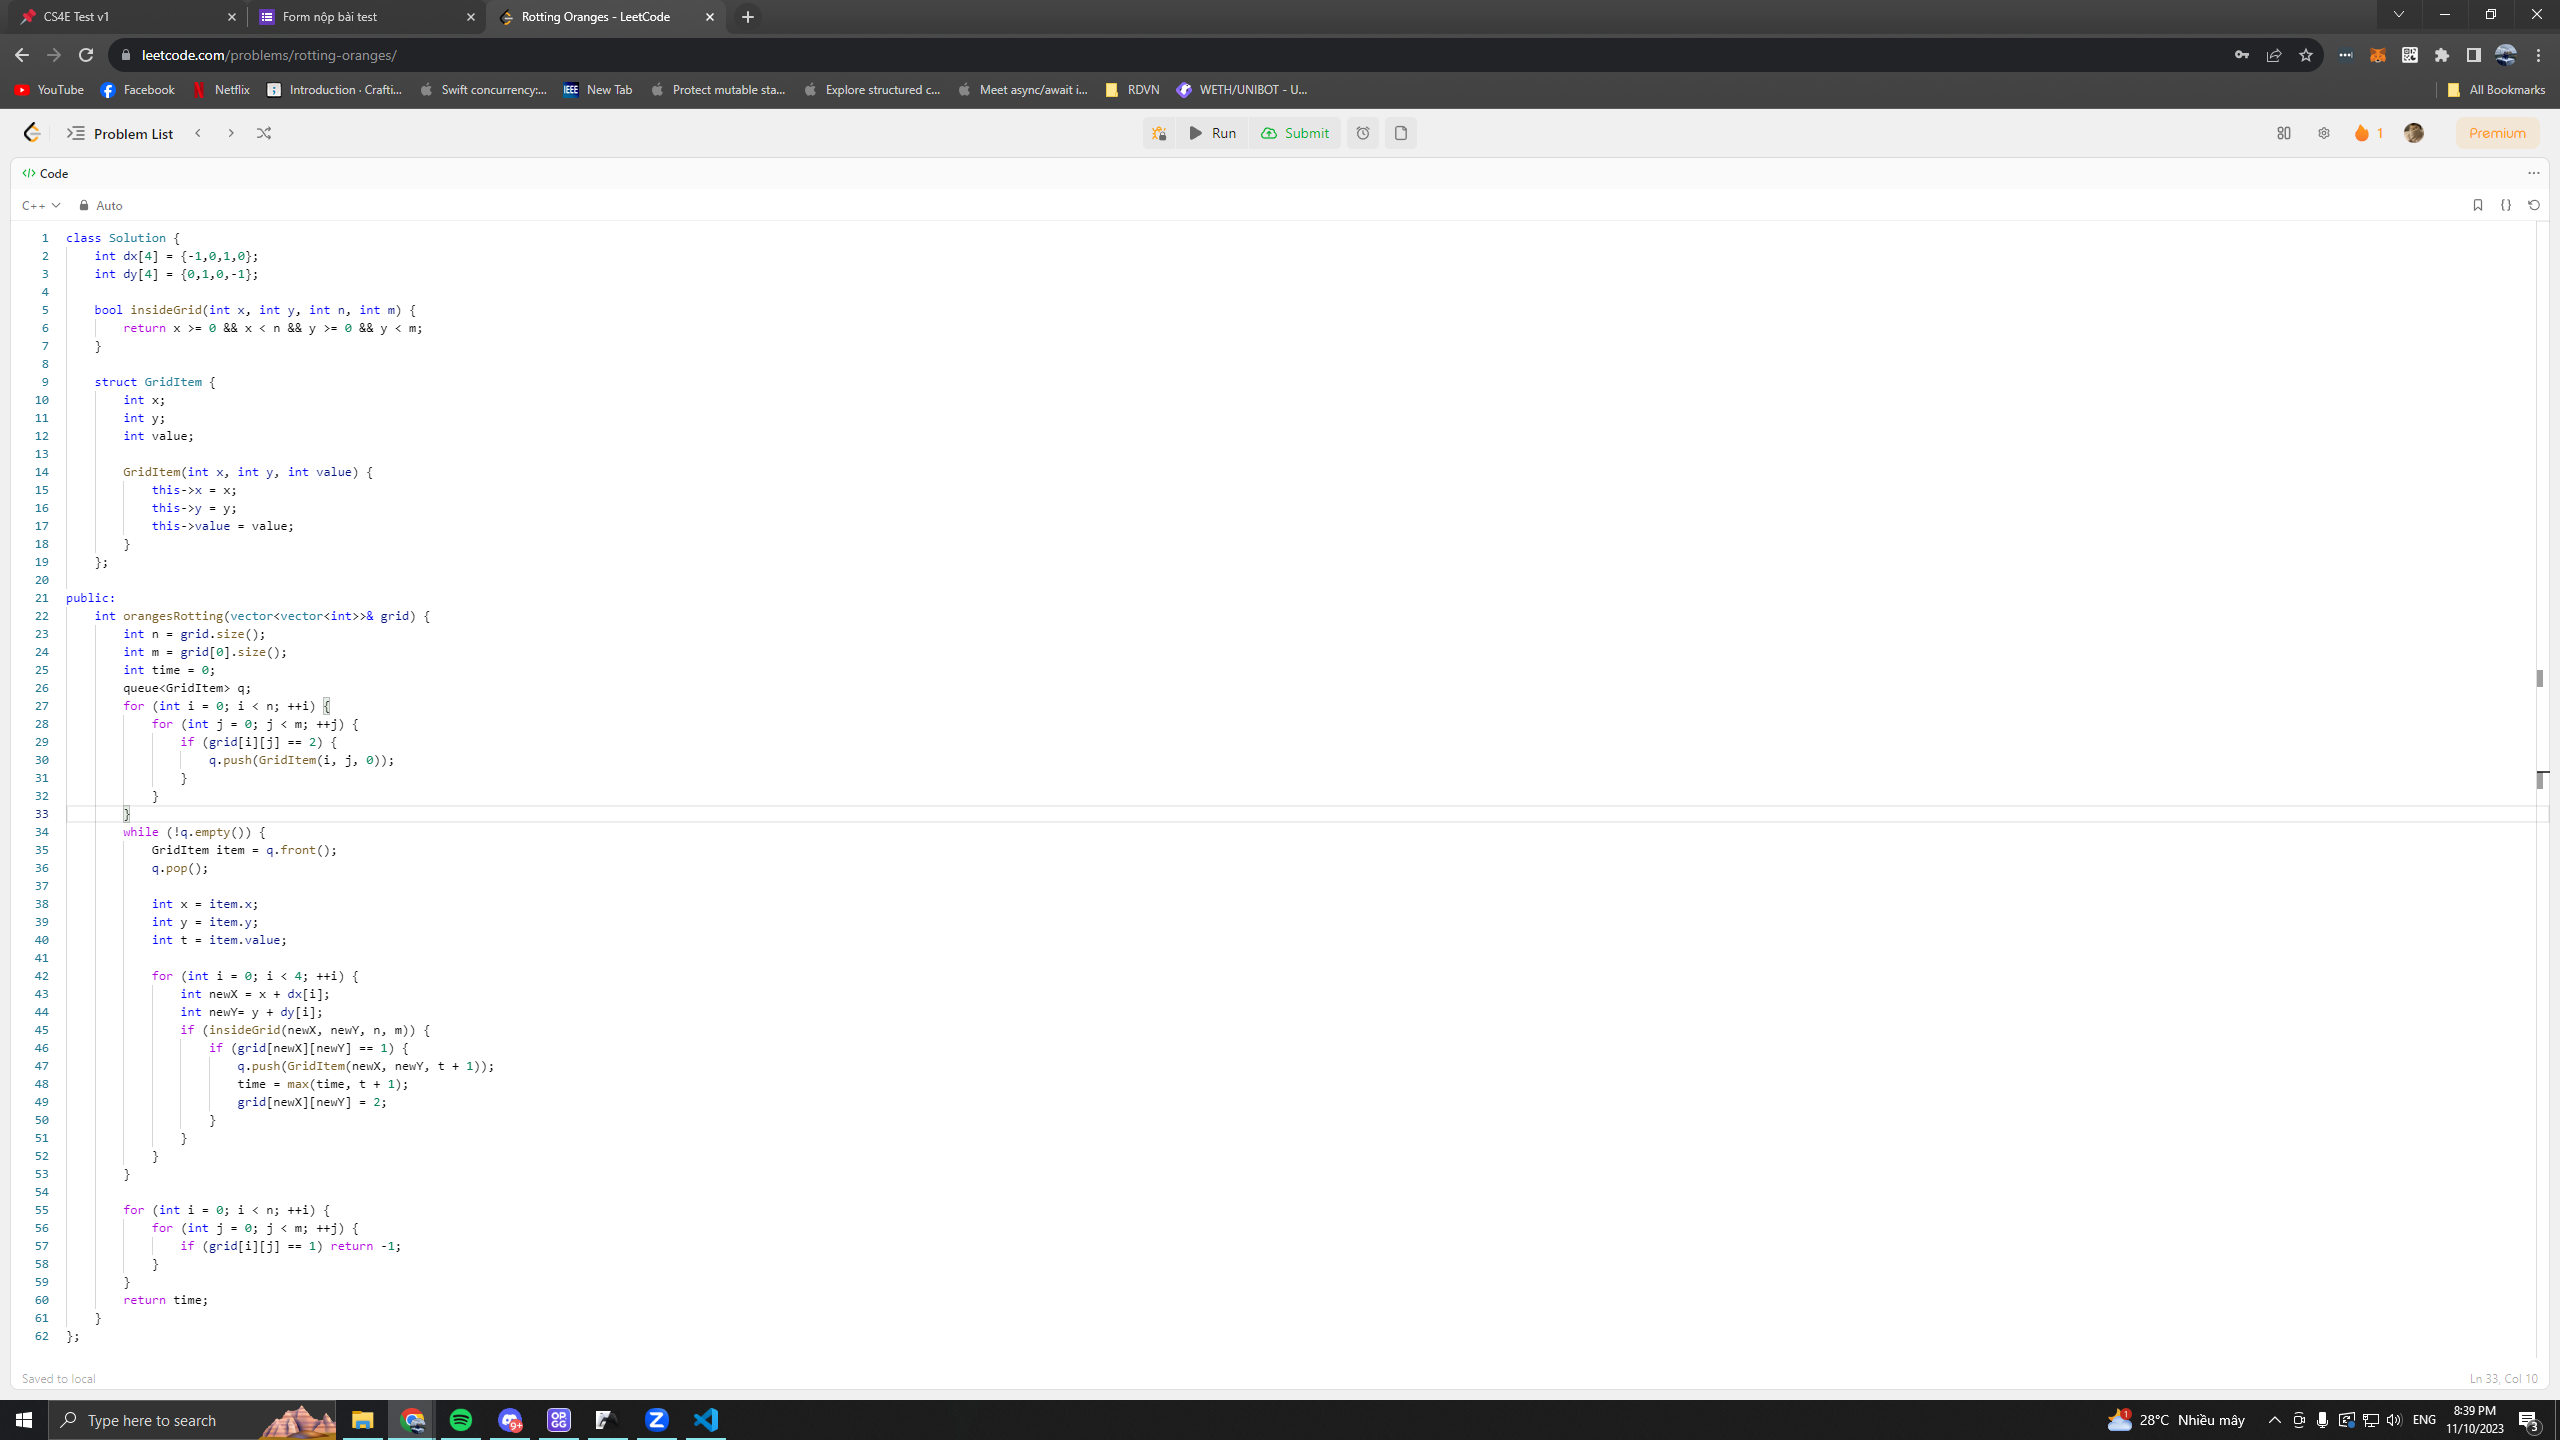 CS4E Test v1
Form nộp bài test
Rotting Oranges - LeetCode
leetcode.com/problems/rotting-oranges/
YouTube
Facebook
Netflix
Introduction · Crafti...
Swift concurrency:...
IEEE New Tab
Protect mutable sta...
Explore structured c...
Meet async/await i...
RDVN
WETH/UNIBOT - U...
All Bookmarks
Problem List
Run
Submit
1
Premium
</> Code
C++
Auto
1 class Solution {
2     int dx[4] = {-1,0,1,0};
3     int dy[4] = {0,1,0,-1};
4
5     bool insideGrid(int x, int y, int n, int m) {
6         return x >= 0 && x < n && y >= 0 && y < m;
7     }
8
9     struct GridItem {
10         int x;
11         int y;
12         int value;
13
14         GridItem(int x, int y, int value) {
15             this->x = x;
16             this->y = y;
17             this->value = value;
18         }
19     };
20
21 public:
22     int orangesRotting(vector<vector<int>>& grid) {
23         int n = grid.size();
24         int m = grid[0].size();
25         int time = 0;
26         queue<GridItem> q;
27         for (int i = 0; i < n; ++i) {
28             for (int j = 0; j < m; ++j) {
29                 if (grid[i][j] == 2) {
30                     q.push(GridItem(i, j, 0));
31                 }
32             }
33         }
34         while (!q.empty()) {
35             GridItem item = q.front();
36             q.pop();
37
38             int x = item.x;
39             int y = item.y;
40             int t = item.value;
41
42             for (int i = 0; i < 4; ++i) {
43                 int newX = x + dx[i];
44                 int newY= y + dy[i];
45                 if (insideGrid(newX, newY, n, m)) {
46                     if (grid[newX][newY] == 1) {
47                         q.push(GridItem(newX, newY, t + 1));
48                         time = max(time, t + 1);
49                         grid[newX][newY] = 2;
50                     }
51                 }
52             }
53         }
54
55         for (int i = 0; i < n; ++i) {
56             for (int j = 0; j < m; ++j) {
57                 if (grid[i][j] == 1) return -1;
58             }
59         }
60         return time;
61     }
62 };
Saved to local
Ln 33, Col 10
Type here to search
9+
OP.GG
1
28°C Nhiều mây
ENG
8:39 PM
11/10/2023
3